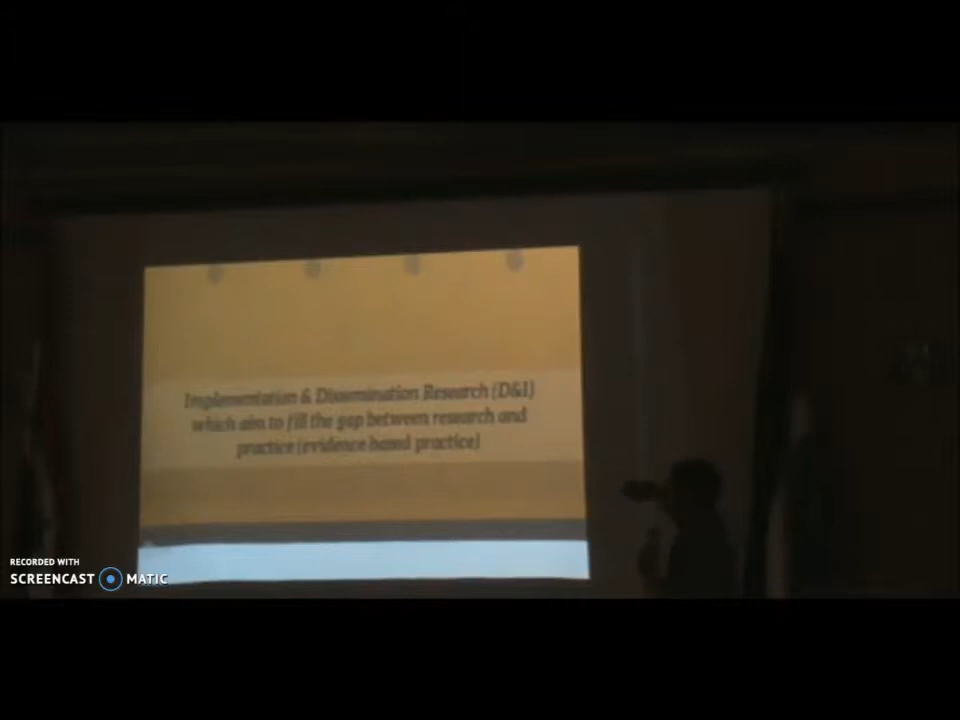 Implementation & Dissemination Research (D&I)
which aim to fill the gap between research and
practice (evidence based practice)
RECORDED WITH
SCREENCAST MATIC